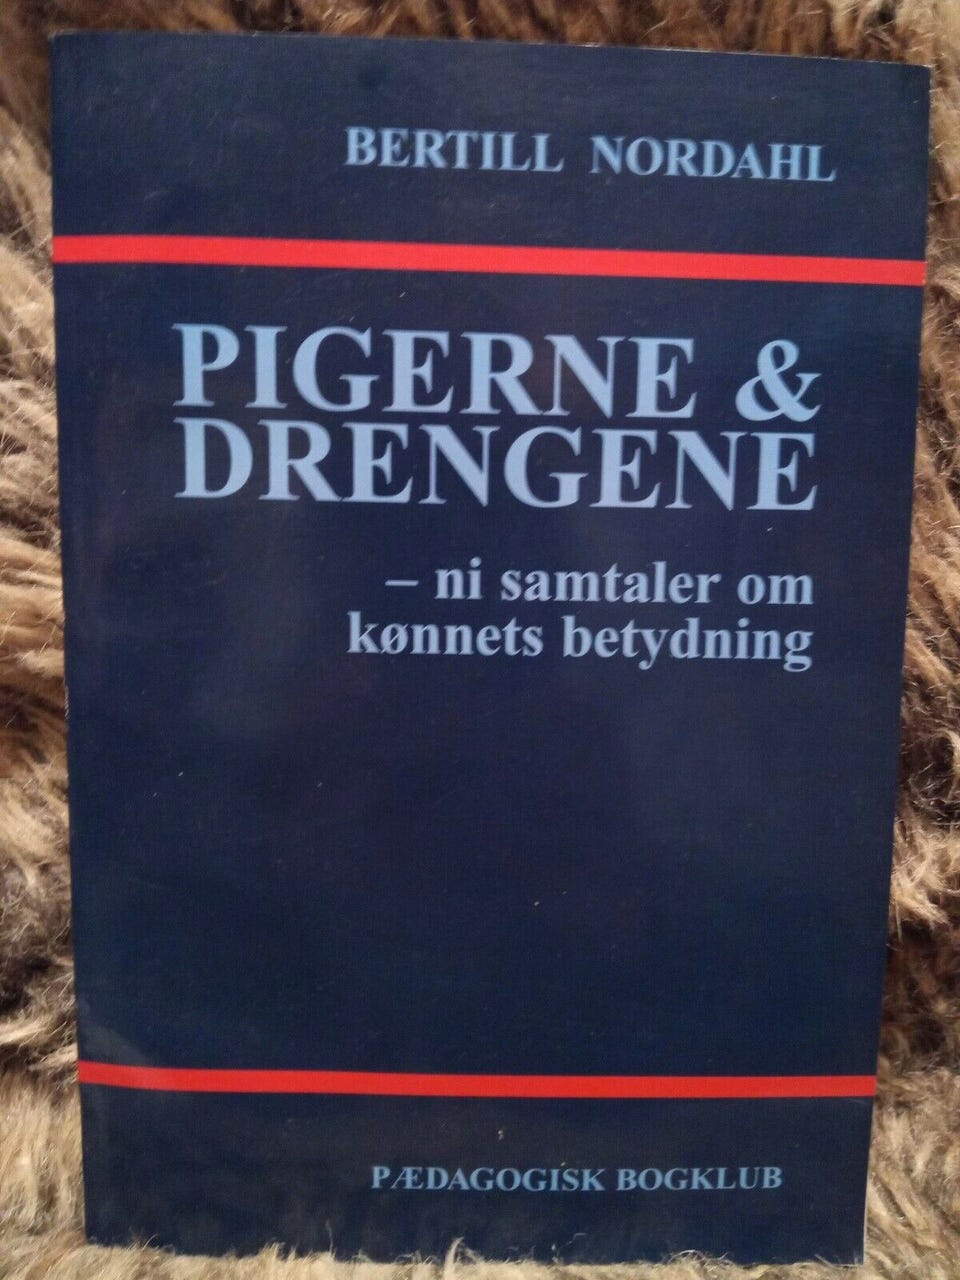 BERTILL NORDAHL
PIGERNE &
DRENGENE
– ni samtaler om
kønnets betydning
PÆDAGOGISK BOGKLUB